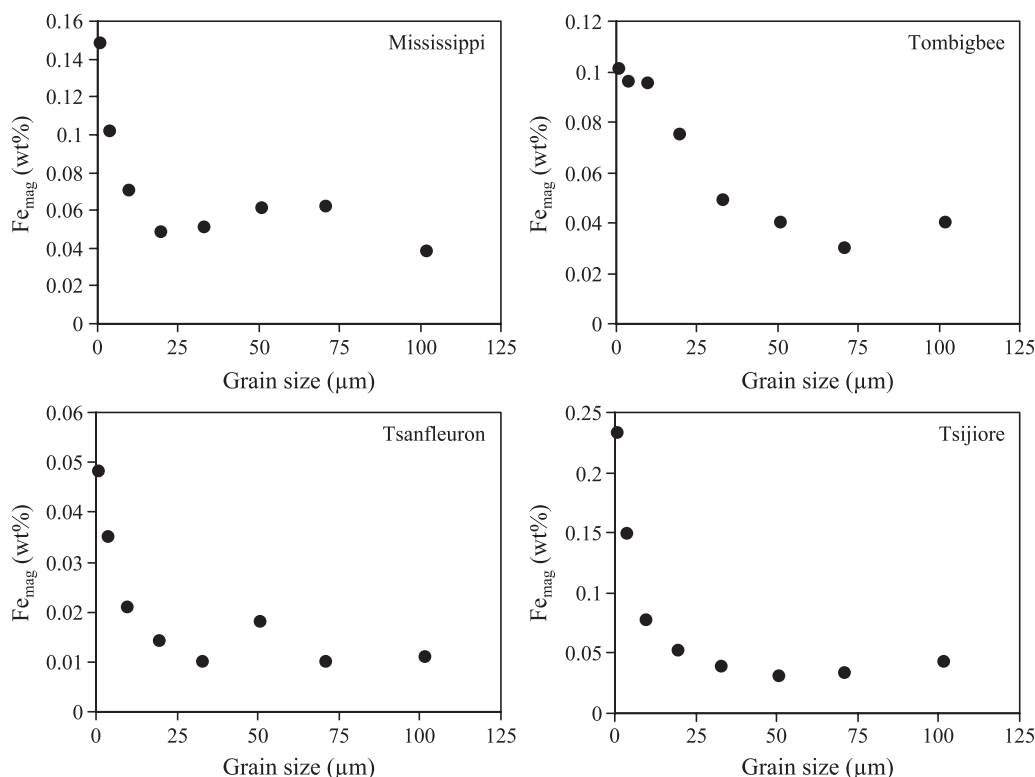 Mississippi
Fe_mag (wt%)
0.16
0.14
0.12
0.1
0.08
0.06
0.04
0.02
0
0 25 50 75 100 125
Grain size (µm)
Tombigbee
Fe_mag (wt%)
0.12
0.1
0.08
0.06
0.04
0.02
0
0 25 50 75 100 125
Grain size (µm)
Tsanfleuron
Fe_mag (wt%)
0.06
0.05
0.04
0.03
0.02
0.01
0
0 25 50 75 100 125
Grain size (µm)
Tsijiore
Fe_mag (wt%)
0.25
0.2
0.15
0.1
0.05
0
0 25 50 75 100 125
Grain size (µm)